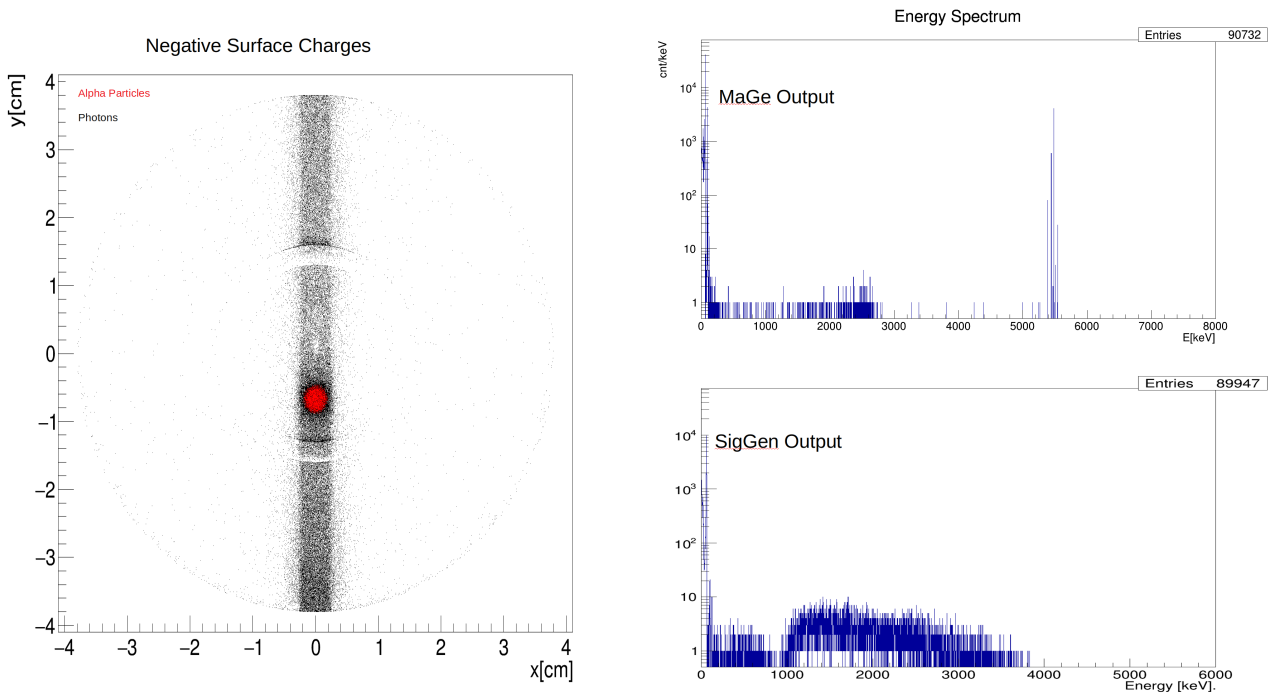 Negative Surface Charges
y[cm]
Alpha Particles
Photons
4
3
2
1
0
−1
−2
−3
−4
−4 −3 −2 −1 0 1 2 3 4
x[cm]
Energy Spectrum
Entries 90732
cnt/keV
MaGe Output
10⁴
10³
10²
10
1
0 1000 2000 3000 4000 5000 6000 7000 8000
E[keV]
Entries 89947
SigGen Output
10⁴
10³
10²
10
1
0 1000 2000 3000 4000 5000 6000
Energy [keV].